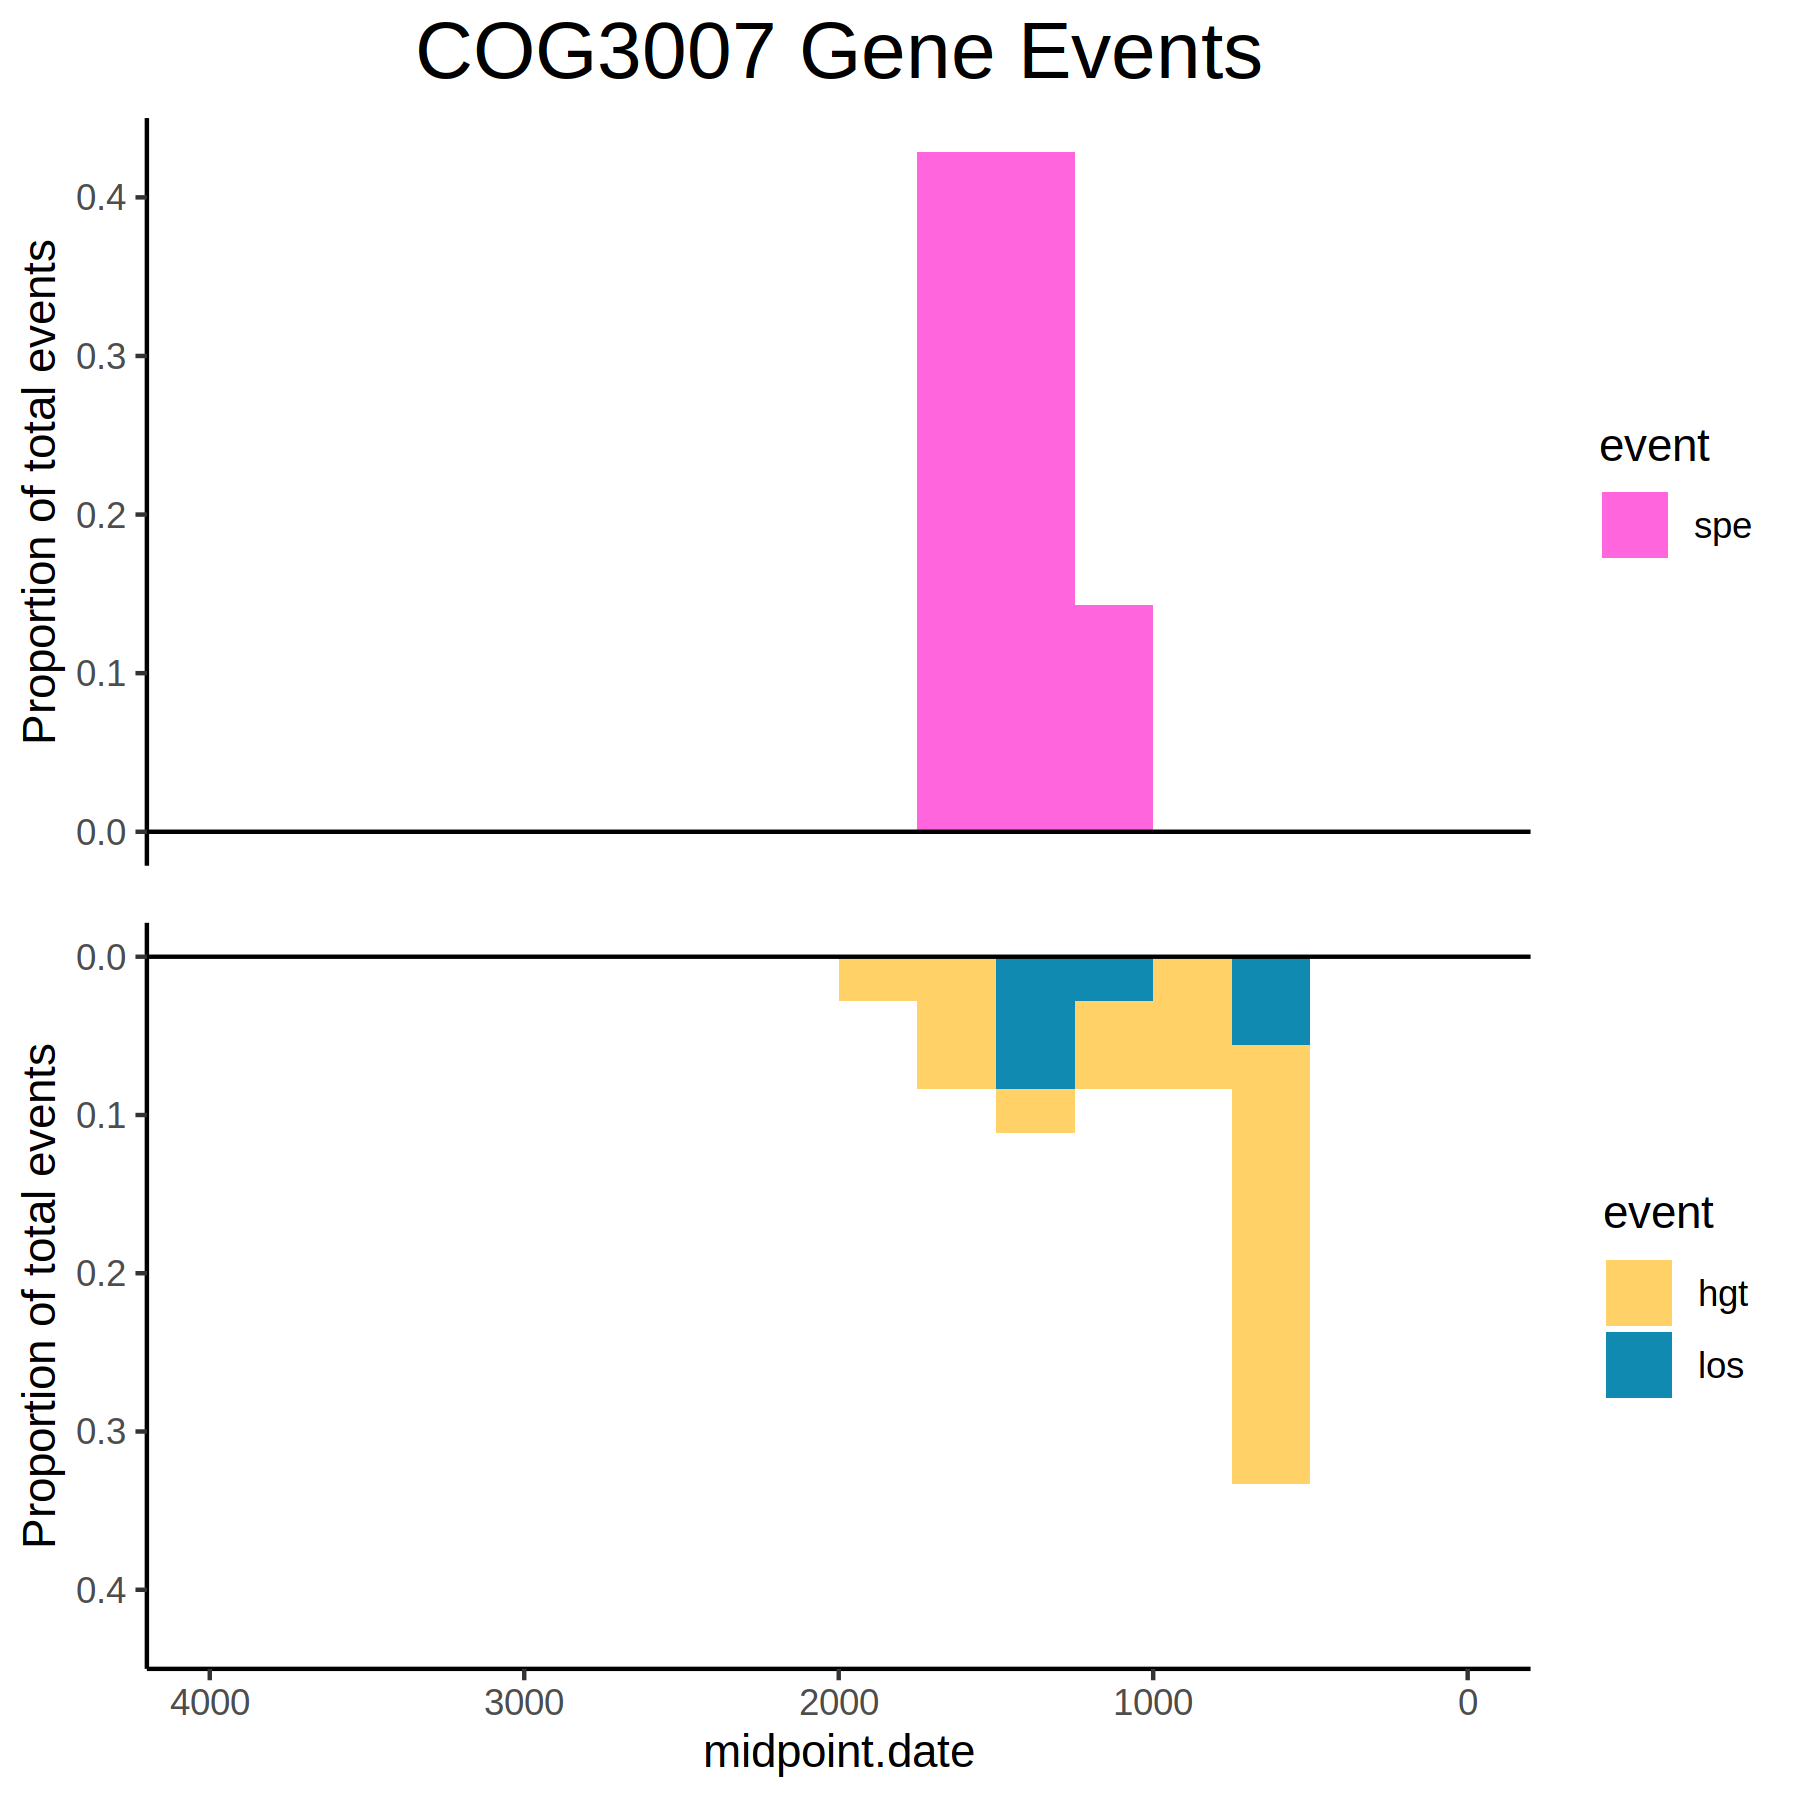 COG3007 Gene Events
Proportion of total events
0.4
0.3
0.2
0.1
0.0
event
spe
Proportion of total events
0.0
0.1
0.2
0.3
0.4
event
hgt
los
4000 3000 2000 1000 0
midpoint.date